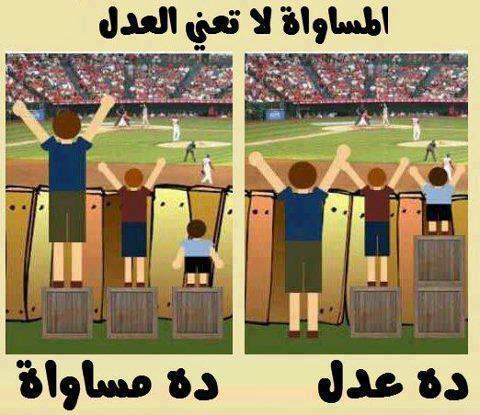 المساواة لا تعني العدل
ده عدل
ده مساواة